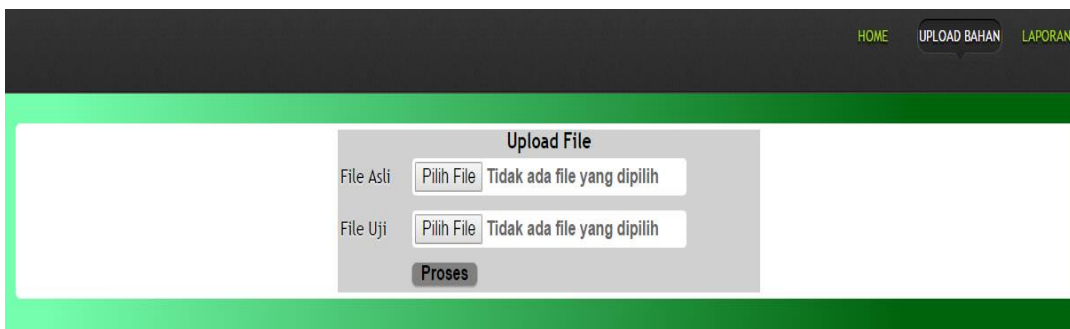 HOME UPLOAD BAHAN LAPORAN
Upload File
File Asli Pilih File Tidak ada file yang dipilih
File Uji Pilih File Tidak ada file yang dipilih
Proses